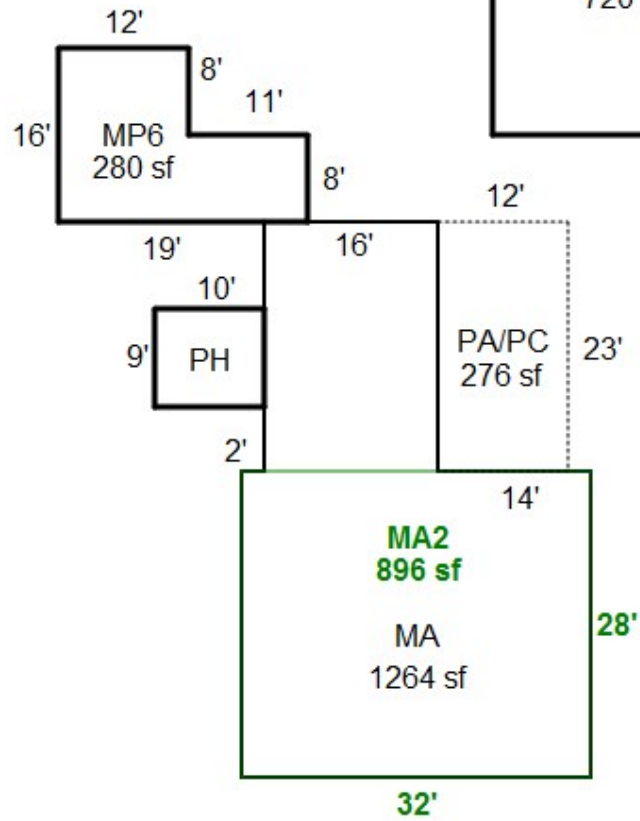 12'
8'
11'
16'
MP6
280 sf
8'
12'
19'
16'
10'
9'
PH
PA/PC
276 sf
23'
2'
14'
MA2
896 sf
28'
MA
1264 sf
32'